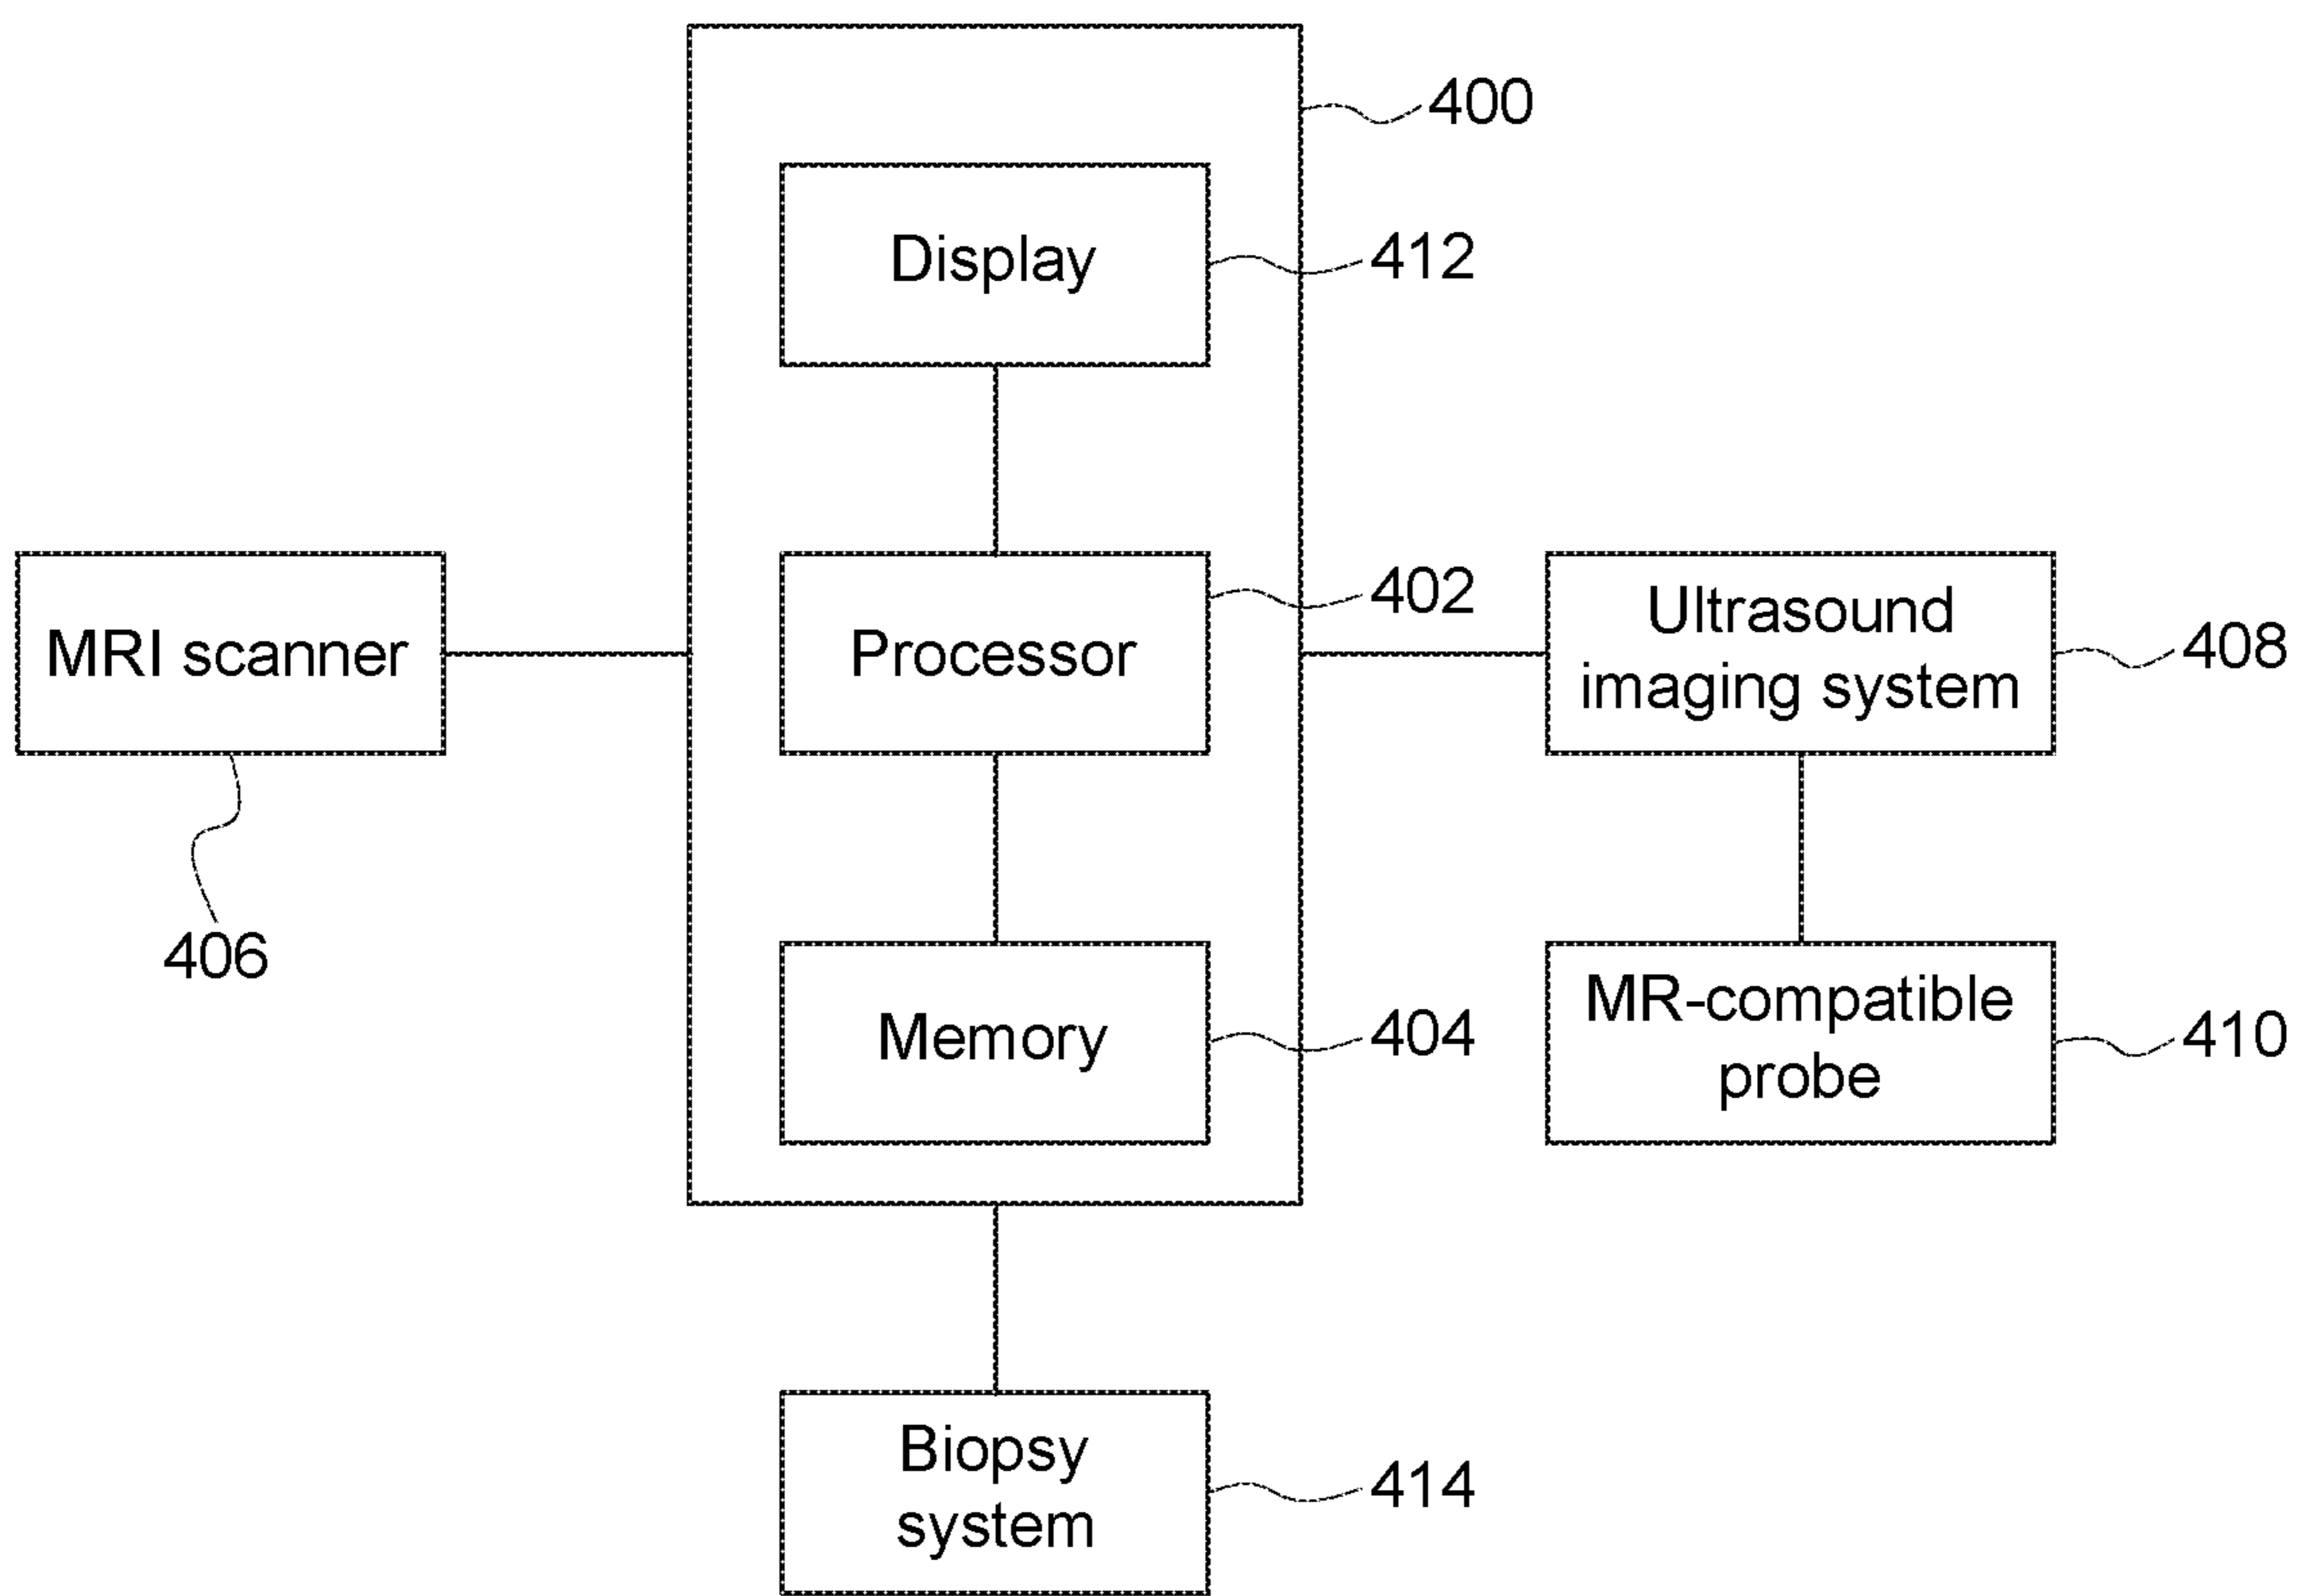 400
Display
412
MRI scanner
Processor
402
Ultrasound
imaging system
408
406
Memory
404
MR-compatible
probe
410
Biopsy
system
414